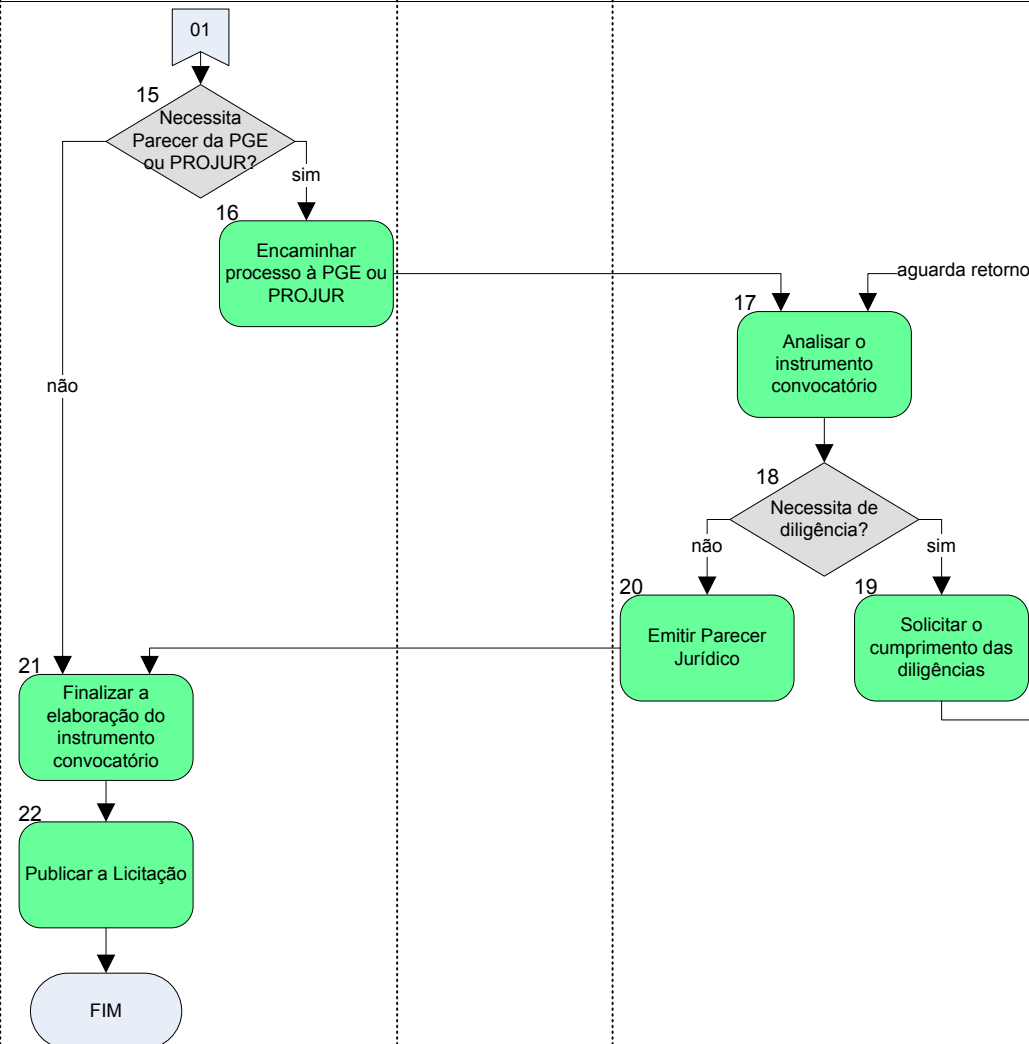 01
15
Necessita
Parecer da PGE
ou PROJUR?
sim
16
Encaminhar
processo à PGE ou
PROJUR
aguarda retorno
17
Analisar o
instrumento
convocatório
não
18
Necessita de
diligência?
não
sim
20
Emitir Parecer
Jurídico
19
Solicitar o
cumprimento das
diligências
21
Finalizar a
elaboração do
instrumento
convocatório
22
Publicar a Licitação
FIM